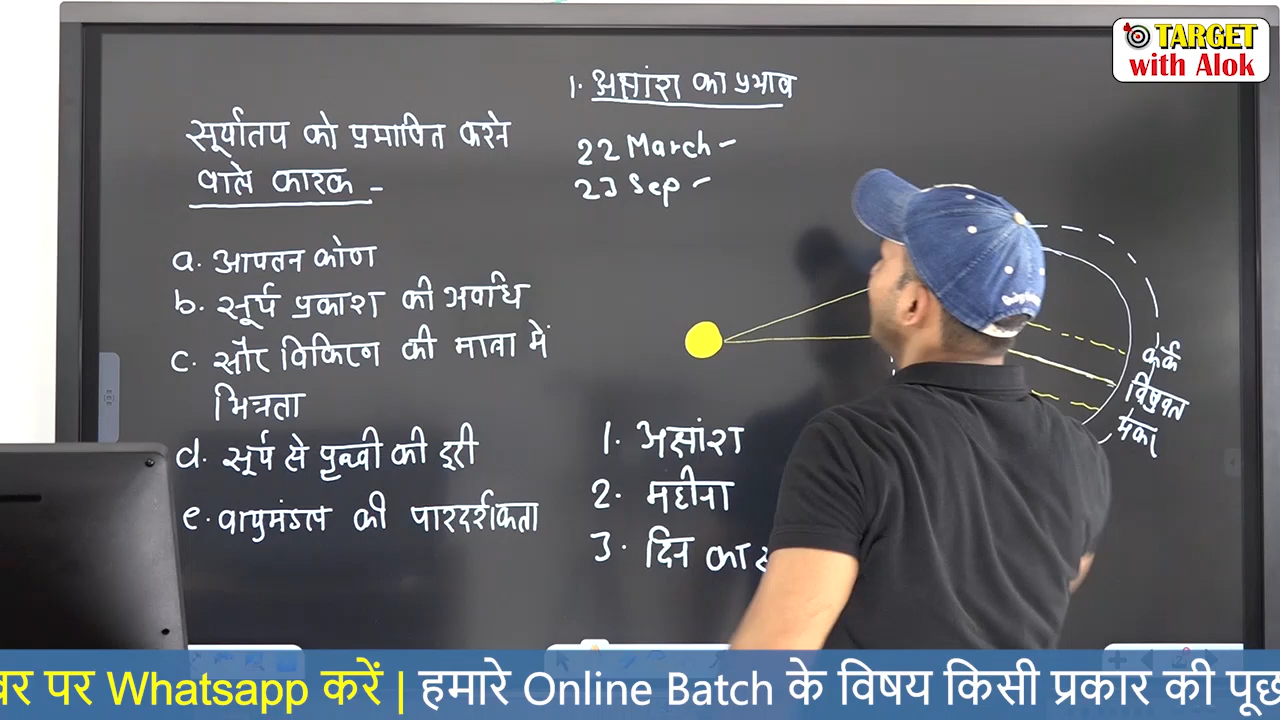 TARGET
with Alok
सूर्यातप को प्रभावित करने
वाले कारक -
a. आपतन कोण
b. सूर्य प्रकाश की अवधि
c. सौर विकिरण की मात्रा में
भिन्नता
d. सूर्य से पृथ्वी की दूरी
e. वायुमंडल की पारदर्शिकता
1. अक्षांश का प्रभाव
22 March -
23 Sep -
कर्क
विषुवत
मकर
1. अक्षांश
2. महीना
3. दिन का
पर Whatsapp करें | हमारे Online Batch के विषय किसी प्रकार की